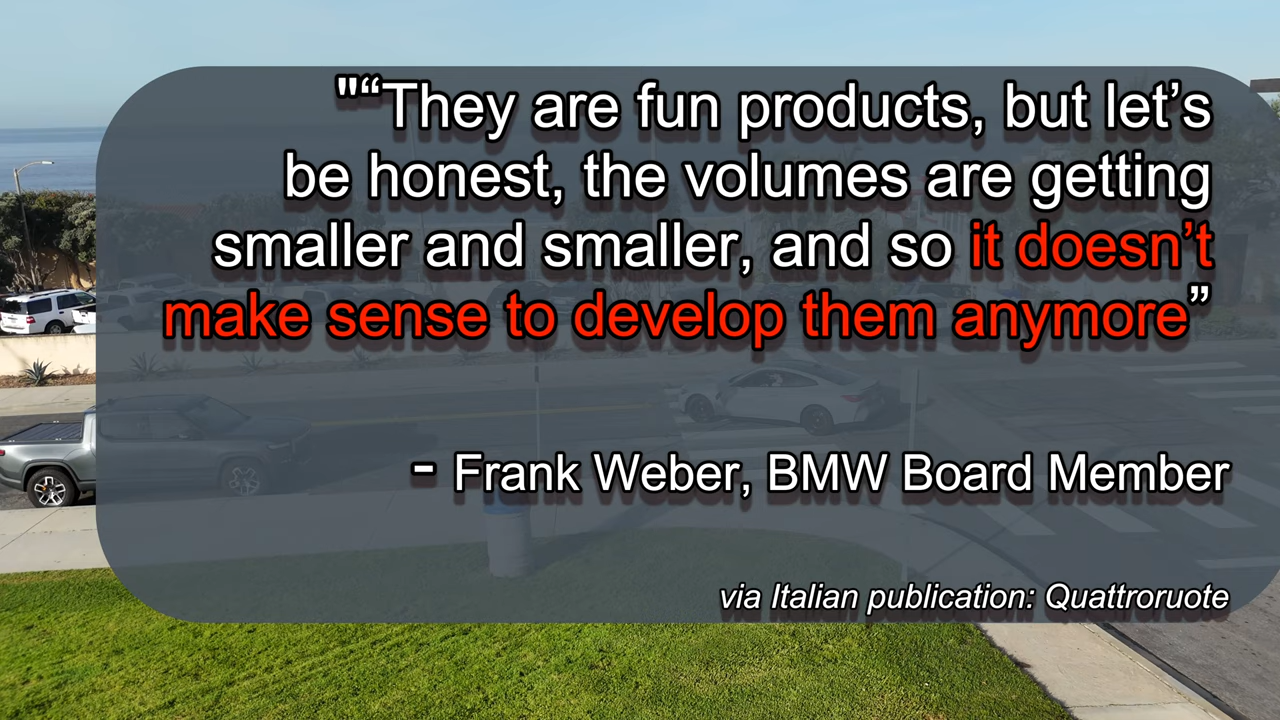 "“They are fun products, but let’s
be honest, the volumes are getting
smaller and smaller, and so it doesn’t
make sense to develop them anymore”
- Frank Weber, BMW Board Member
via Italian publication: Quattroruote